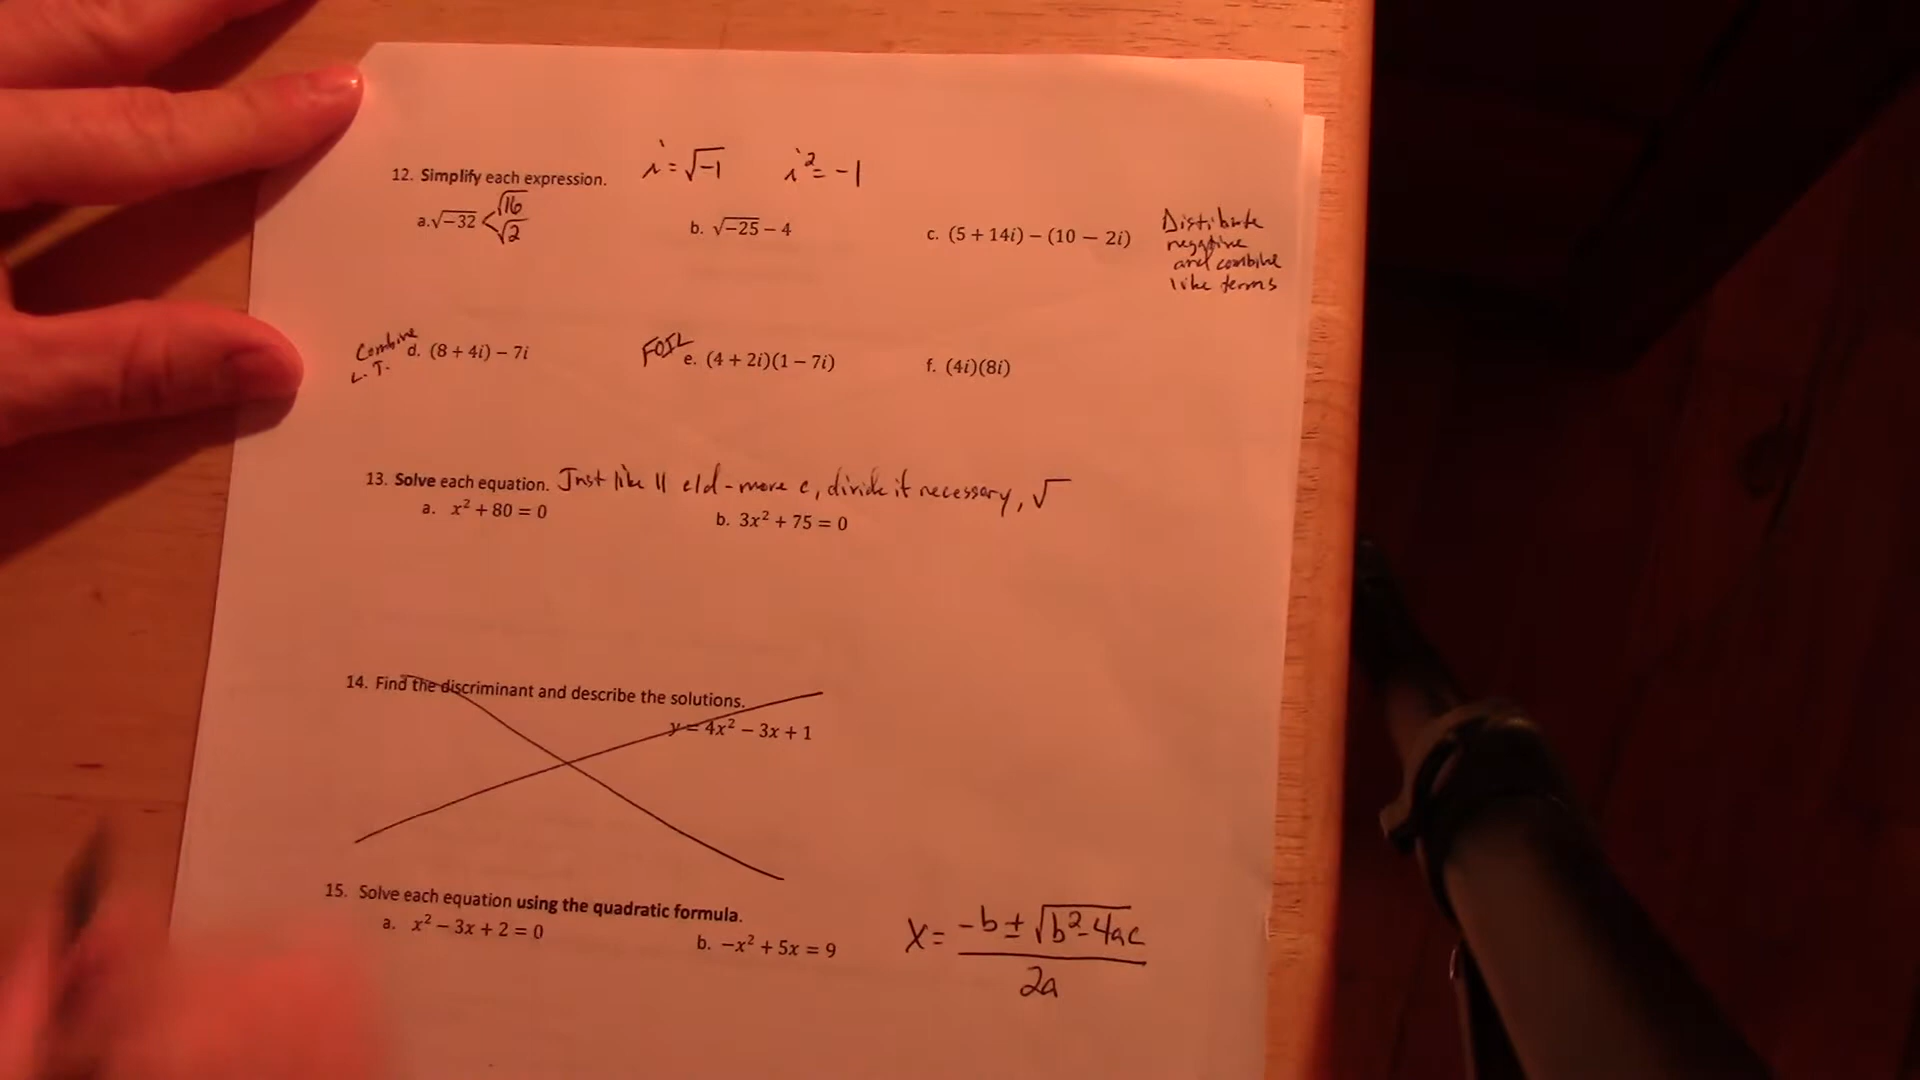 12. Simplify each expression. i = √-1 i² = -1
a. √−32 < √16 √2
b. √−25 − 4
c. (5 + 14i) − (10 − 2i)
Distribute
negative
and combine
like terms
Combine
L.T.
d. (8 + 4i) − 7i
FOIL e. (4 + 2i)(1 − 7i)
f. (4i)(8i)
13. Solve each equation. Just like 11 c/d - move c, divide if necessary, √
a. x² + 80 = 0
b. 3x² + 75 = 0
14. Find the discriminant and describe the solutions.
y = 4x² − 3x + 1
15. Solve each equation using the quadratic formula.
a. x² − 3x + 2 = 0
b. −x² + 5x = 9
x = -b ± √b²-4ac
2a